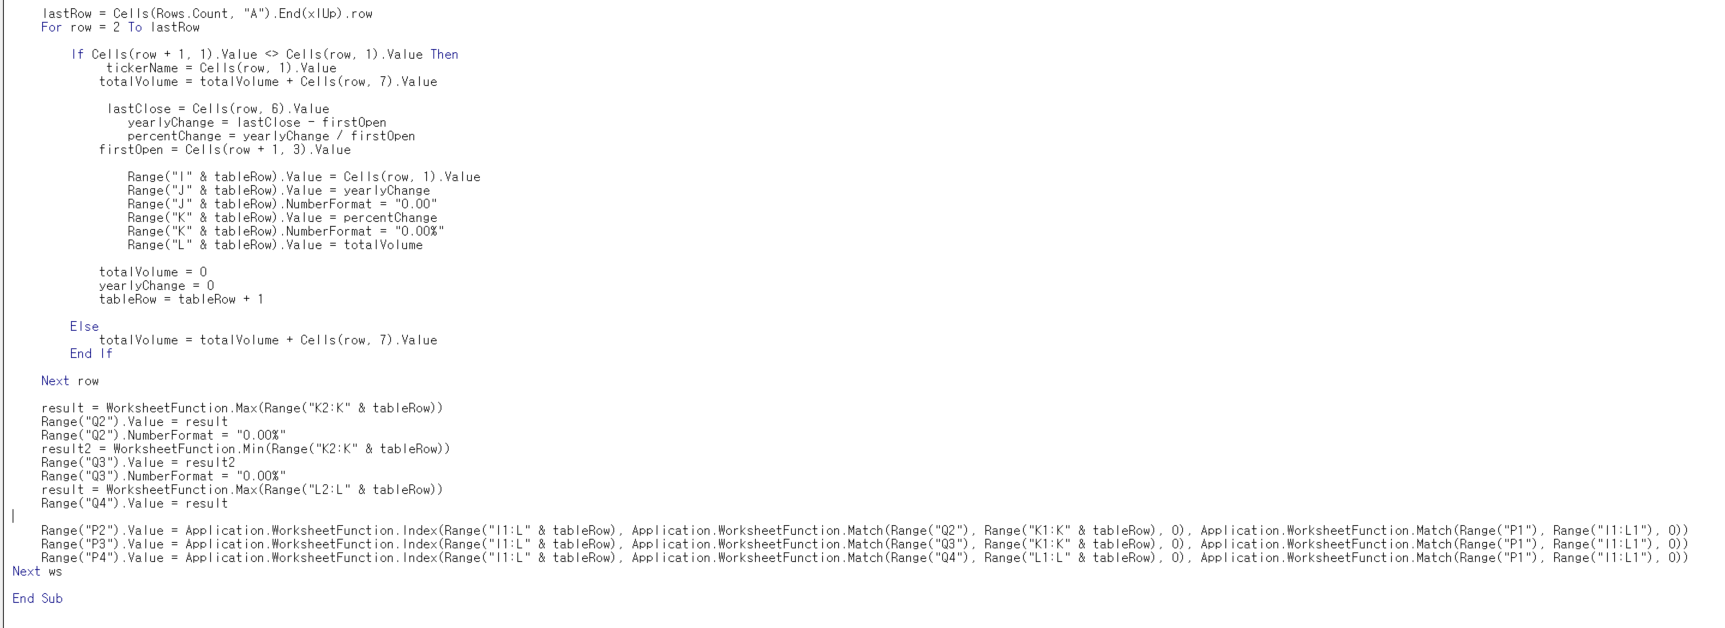 lastRow = Cells(Rows.Count, "A").End(xlUp).row
For row = 2 To lastRow
If Cells(row + 1, 1).Value <> Cells(row, 1).Value Then
tickerName = Cells(row, 1).Value
totalVolume = totalVolume + Cells(row, 7).Value
lastClose = Cells(row, 6).Value
yearlyChange = lastClose - firstOpen
percentChange = yearlyChange / firstOpen
firstOpen = Cells(row + 1, 3).Value
Range("I" & tableRow).Value = Cells(row, 1).Value
Range("J" & tableRow).Value = yearlyChange
Range("J" & tableRow).NumberFormat = "0.00"
Range("K" & tableRow).Value = percentChange
Range("K" & tableRow).NumberFormat = "0.00%"
Range("L" & tableRow).Value = totalVolume
totalVolume = 0
yearlyChange = 0
tableRow = tableRow + 1
Else
totalVolume = totalVolume + Cells(row, 7).Value
End If
Next row
result = WorksheetFunction.Max(Range("K2:K" & tableRow))
Range("Q2").Value = result
Range("Q2").NumberFormat = "0.00%"
result2 = WorksheetFunction.Min(Range("K2:K" & tableRow))
Range("Q3").Value = result2
Range("Q3").NumberFormat = "0.00%"
result = WorksheetFunction.Max(Range("L2:L" & tableRow))
Range("Q4").Value = result
Range("P2").Value = Application.WorksheetFunction.Index(Range("I1:L" & tableRow), Application.WorksheetFunction.Match(Range("Q2"), Range("K1:K" & tableRow), 0), Application.WorksheetFunction.Match(Range("P1"), Range("I1:L1"), 0))
Range("P3").Value = Application.WorksheetFunction.Index(Range("I1:L" & tableRow), Application.WorksheetFunction.Match(Range("Q3"), Range("K1:K" & tableRow), 0), Application.WorksheetFunction.Match(Range("P1"), Range("I1:L1"), 0))
Range("P4").Value = Application.WorksheetFunction.Index(Range("I1:L" & tableRow), Application.WorksheetFunction.Match(Range("Q4"), Range("L1:L" & tableRow), 0), Application.WorksheetFunction.Match(Range("P1"), Range("I1:L1"), 0))
Next ws
End Sub